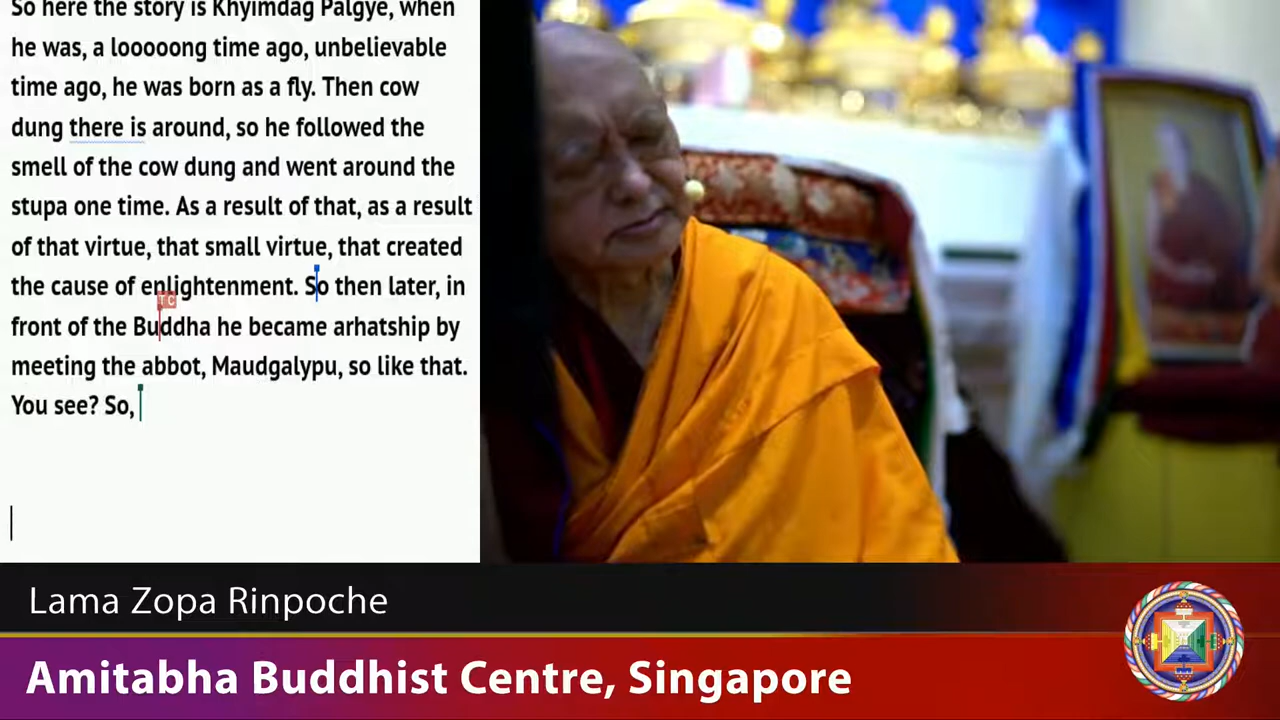 So here the story is Khyimdag Palgye, when
he was, a looooong time ago, unbelievable
time ago, he was born as a fly. Then cow
dung there is around, so he followed the
smell of the cow dung and went around the
stupa one time. As a result of that, as a result
of that virtue, that small virtue, that created
the cause of enlightenment. So then later, in
TC
front of the Buddha he became arhatship by
meeting the abbot, Maudgalypu, so like that.
You see? So,
Lama Zopa Rinpoche
Amitabha Buddhist Centre, Singapore